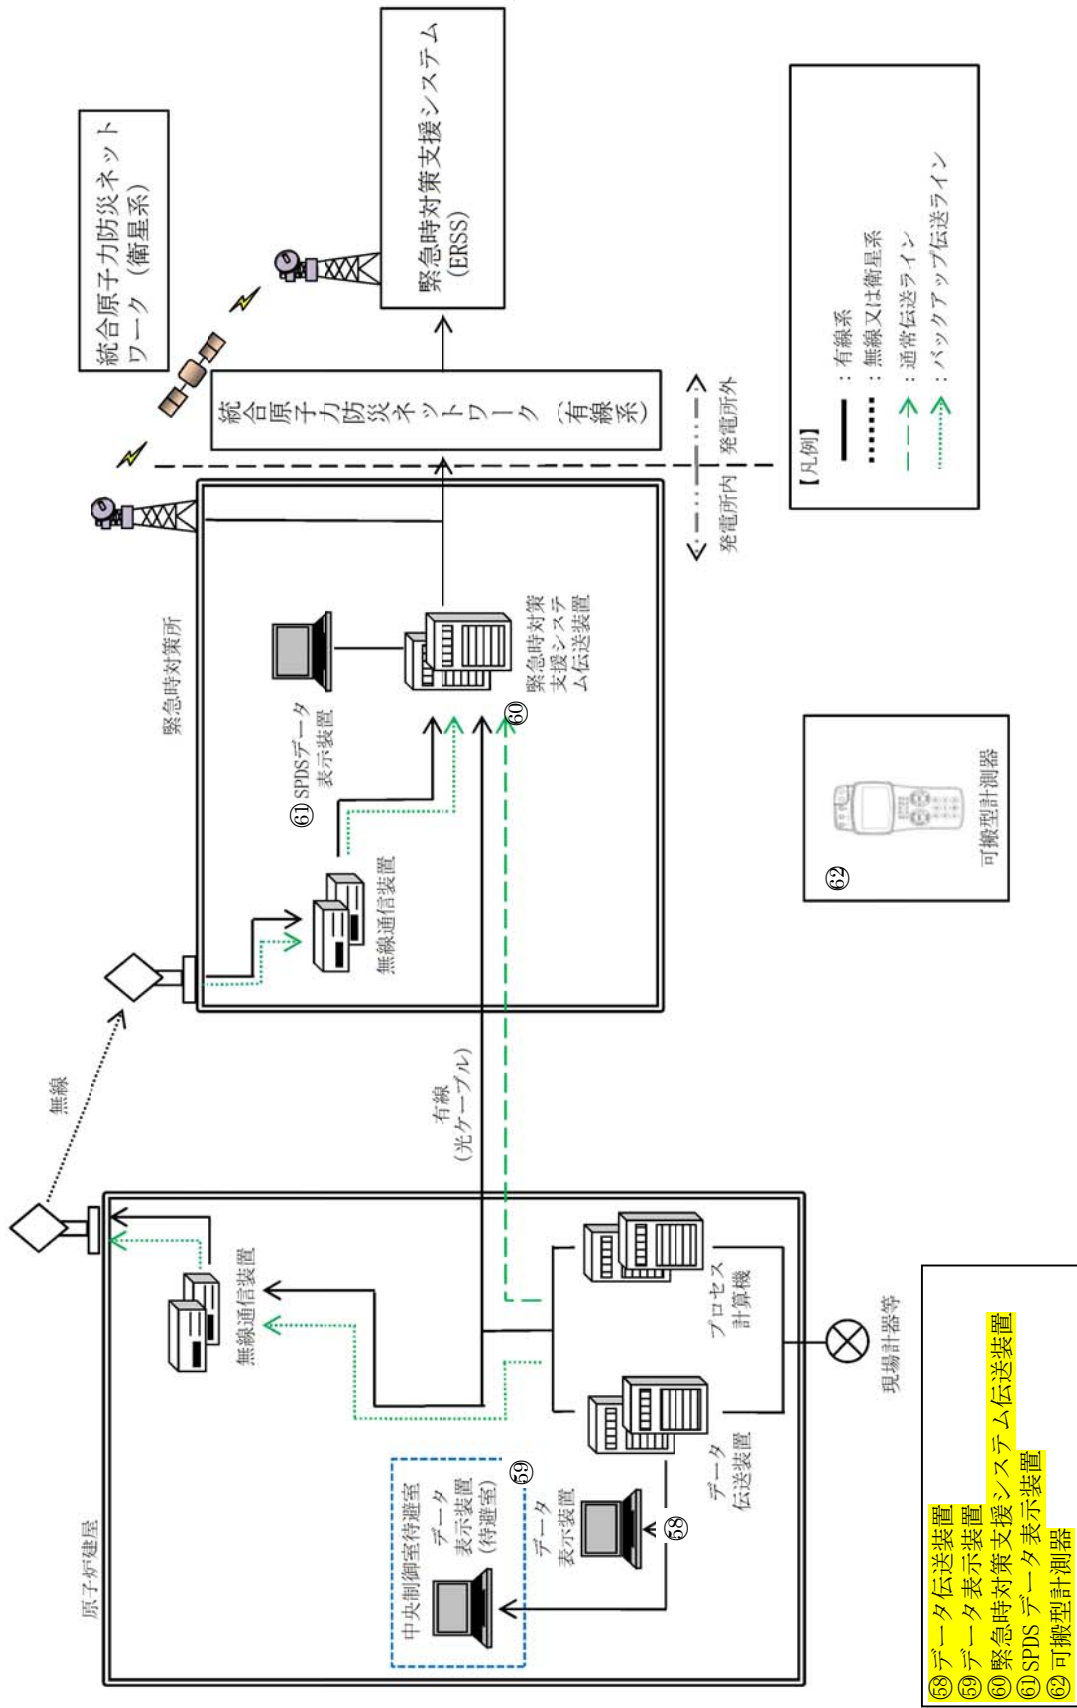 原子炉建屋
中央制御室待避室
データ
表示装置
(待避室)
59
データ
表示装置
58
データ
伝送装置
プロセス
計算機
現場計器等
無線通信装置
無線
有線
(光ケーブル)
緊急時対策所
無線通信装置
61 SPDSデータ
表示装置
60
緊急時対策
支援システ
ム伝送装置
統合原子力防災ネット
ワーク (衛星系)
統合原子力防災ネットワーク (有線系)
緊急時対策支援システム
(ERSS)
発電所内 発電所外
【凡例】
:有線系
:無線又は衛星系
:通常伝送ライン
:バックアップ伝送ライン
62
可搬型計測器
58データ伝送装置
59データ表示装置
60緊急時対策支援システム伝送装置
61SPDS データ表示装置
62可搬型計測器